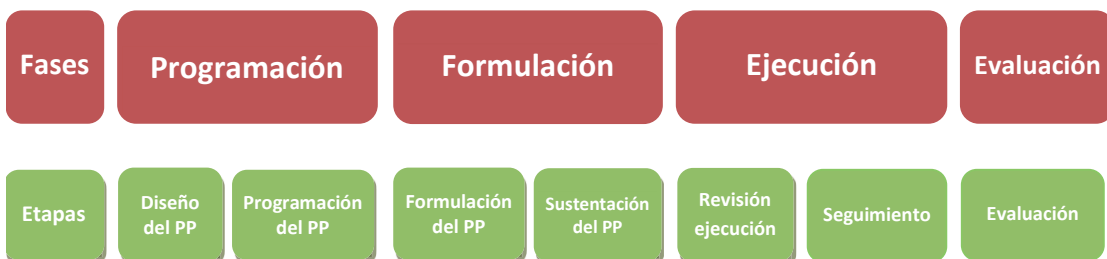 Fases
Programación
Formulación
Ejecución
Evaluación
Etapas
Diseño
del PP
Programación
del PP
Formulación
del PP
Sustentación
del PP
Revisión
ejecución
Seguimiento
Evaluación